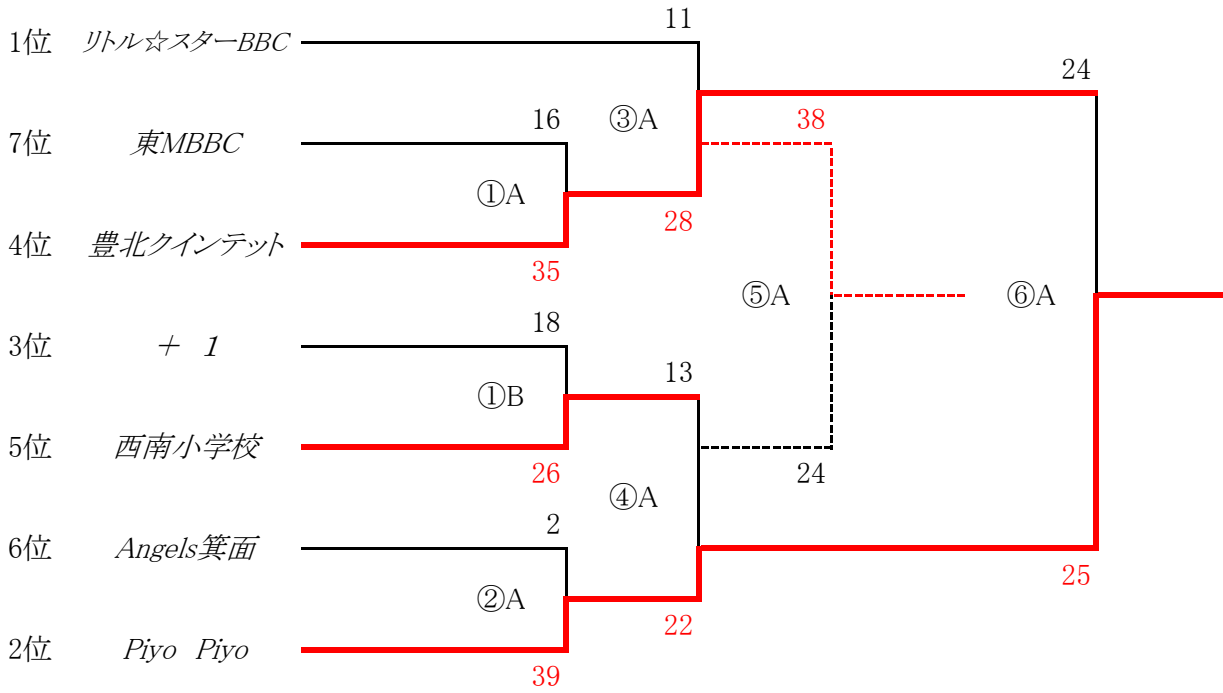 11
1位 リトル☆スターBBC
24
16 ③A 38
7位 東MBBC
①A
28
4位 豊北クインテット
35
⑤A ⑥A
18
3位 + 1
13
①B
5位 西南小学校
26 24
④A
2
6位 Angels箕面
25
②A
22
2位 Piyo Piyo
39